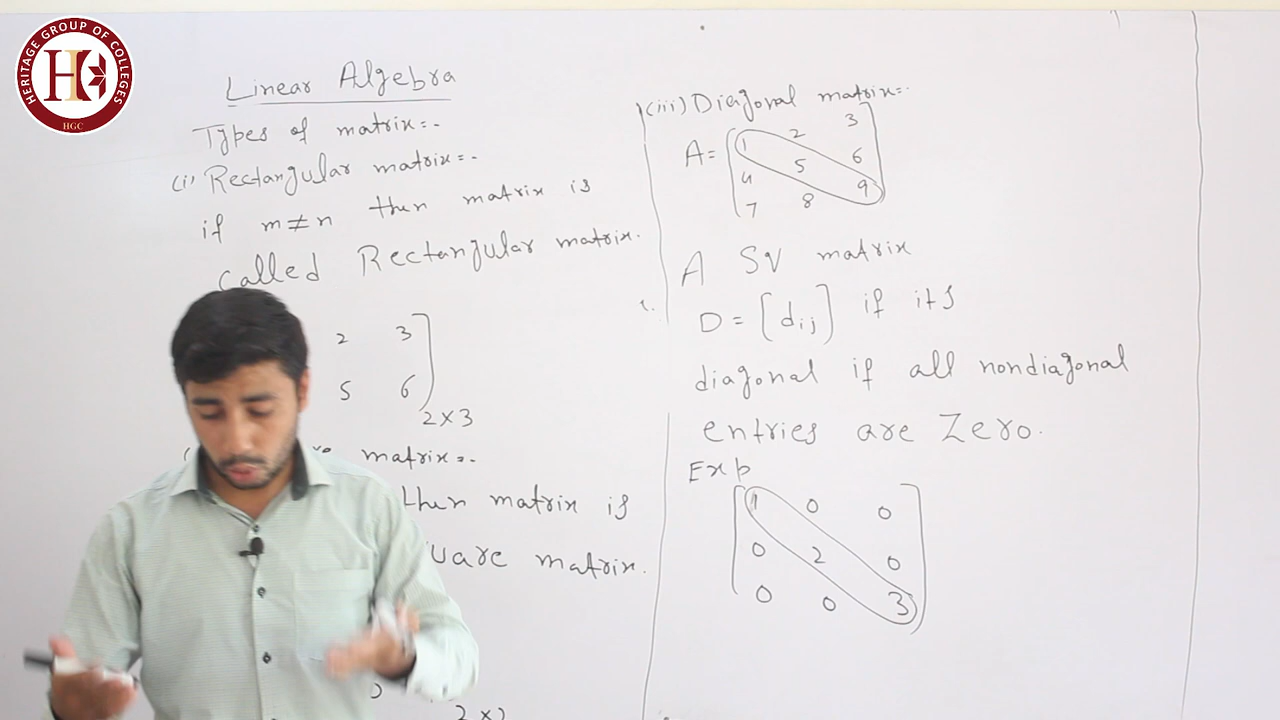 HERITAGE GROUP OF COLLEGES
HGC
Linear Algebra
Types of matrix:-
(i) Rectangular matrix:-
if m≠n then matrix is
called Rectangular matrix.
2 3
5 6
2×3
matrix:-
then matrix is
uare matrix.
2×2
(iii) Diagonal matrix:-
A= 1 2 3
4 5 6
7 8 9
A Sq matrix
D = [dij] if its
diagonal if all nondiagonal
entries are Zero.
Exp
1 0 0
0 2 0
0 0 3